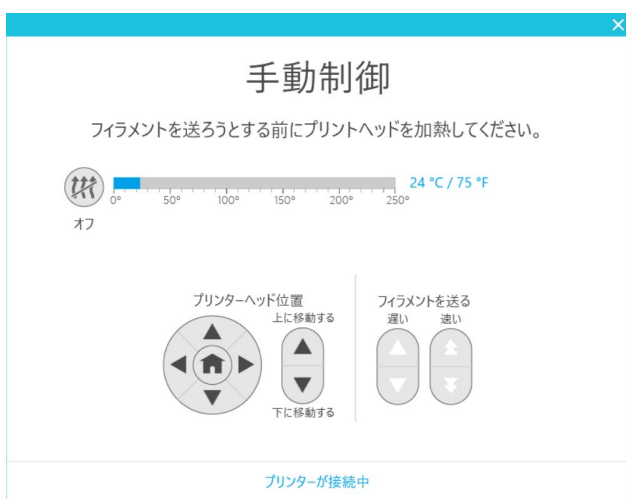 手動制御
フィラメントを送ろうとする前にプリントヘッドを加熱してください。
24 °C / 75 °F
0° 50° 100° 150° 200° 250°
オフ
プリンターヘッド位置
上に移動する
下に移動する
フィラメントを送る
遅い 速い
プリンターが接続中